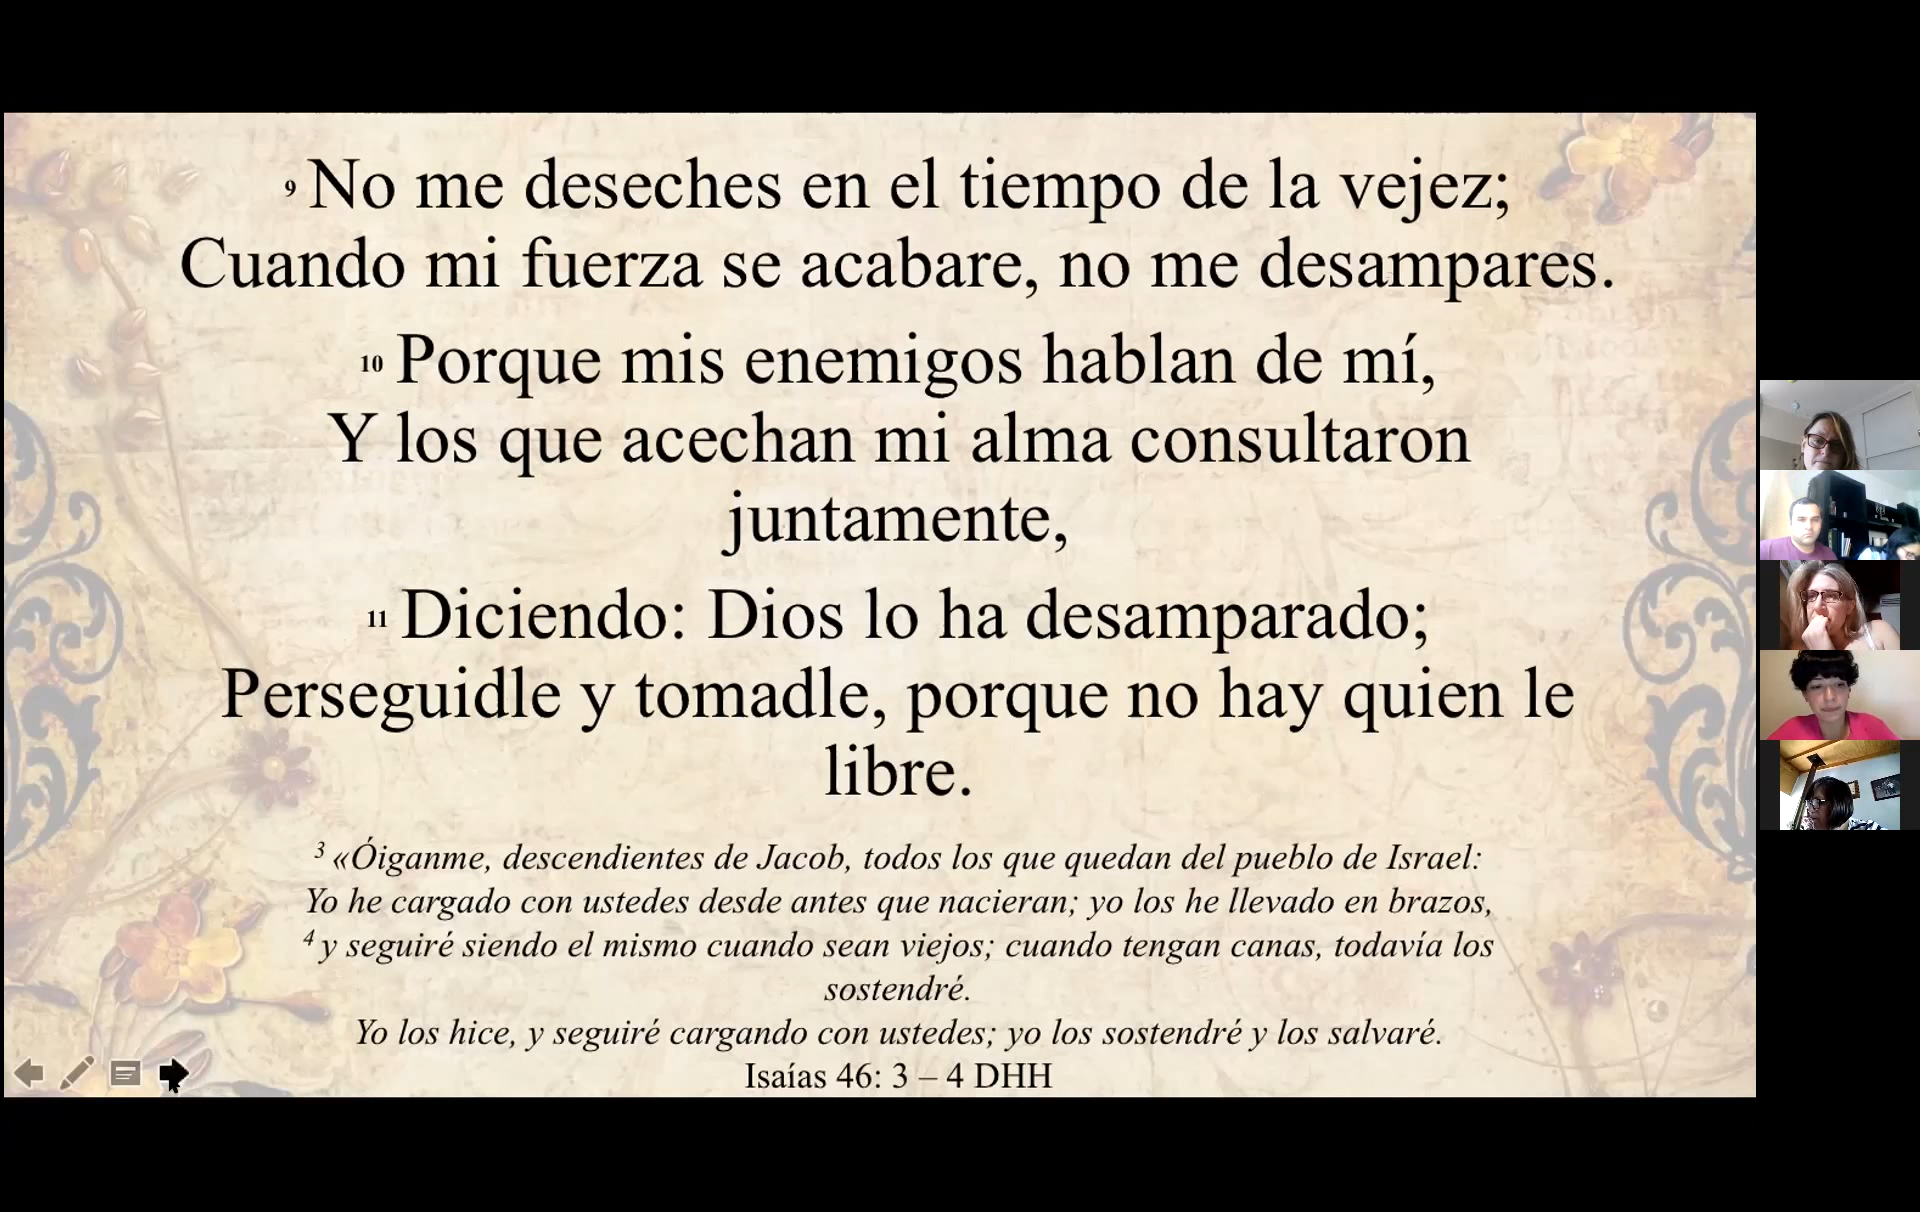 9 No me deseches en el tiempo de la vejez;
Cuando mi fuerza se acabare, no me desampares.
10 Porque mis enemigos hablan de mí,
Y los que acechan mi alma consultaron
juntamente,
11 Diciendo: Dios lo ha desamparado;
Perseguidle y tomadle, porque no hay quien le
libre.
3 «Óiganme, descendientes de Jacob, todos los que quedan del pueblo de Israel:
Yo he cargado con ustedes desde antes que nacieran; yo los he llevado en brazos,
4 y seguiré siendo el mismo cuando sean viejos; cuando tengan canas, todavía los
sostendré.
Yo los hice, y seguiré cargando con ustedes; yo los sostendré y los salvaré.
Isaías 46: 3 – 4 DHH